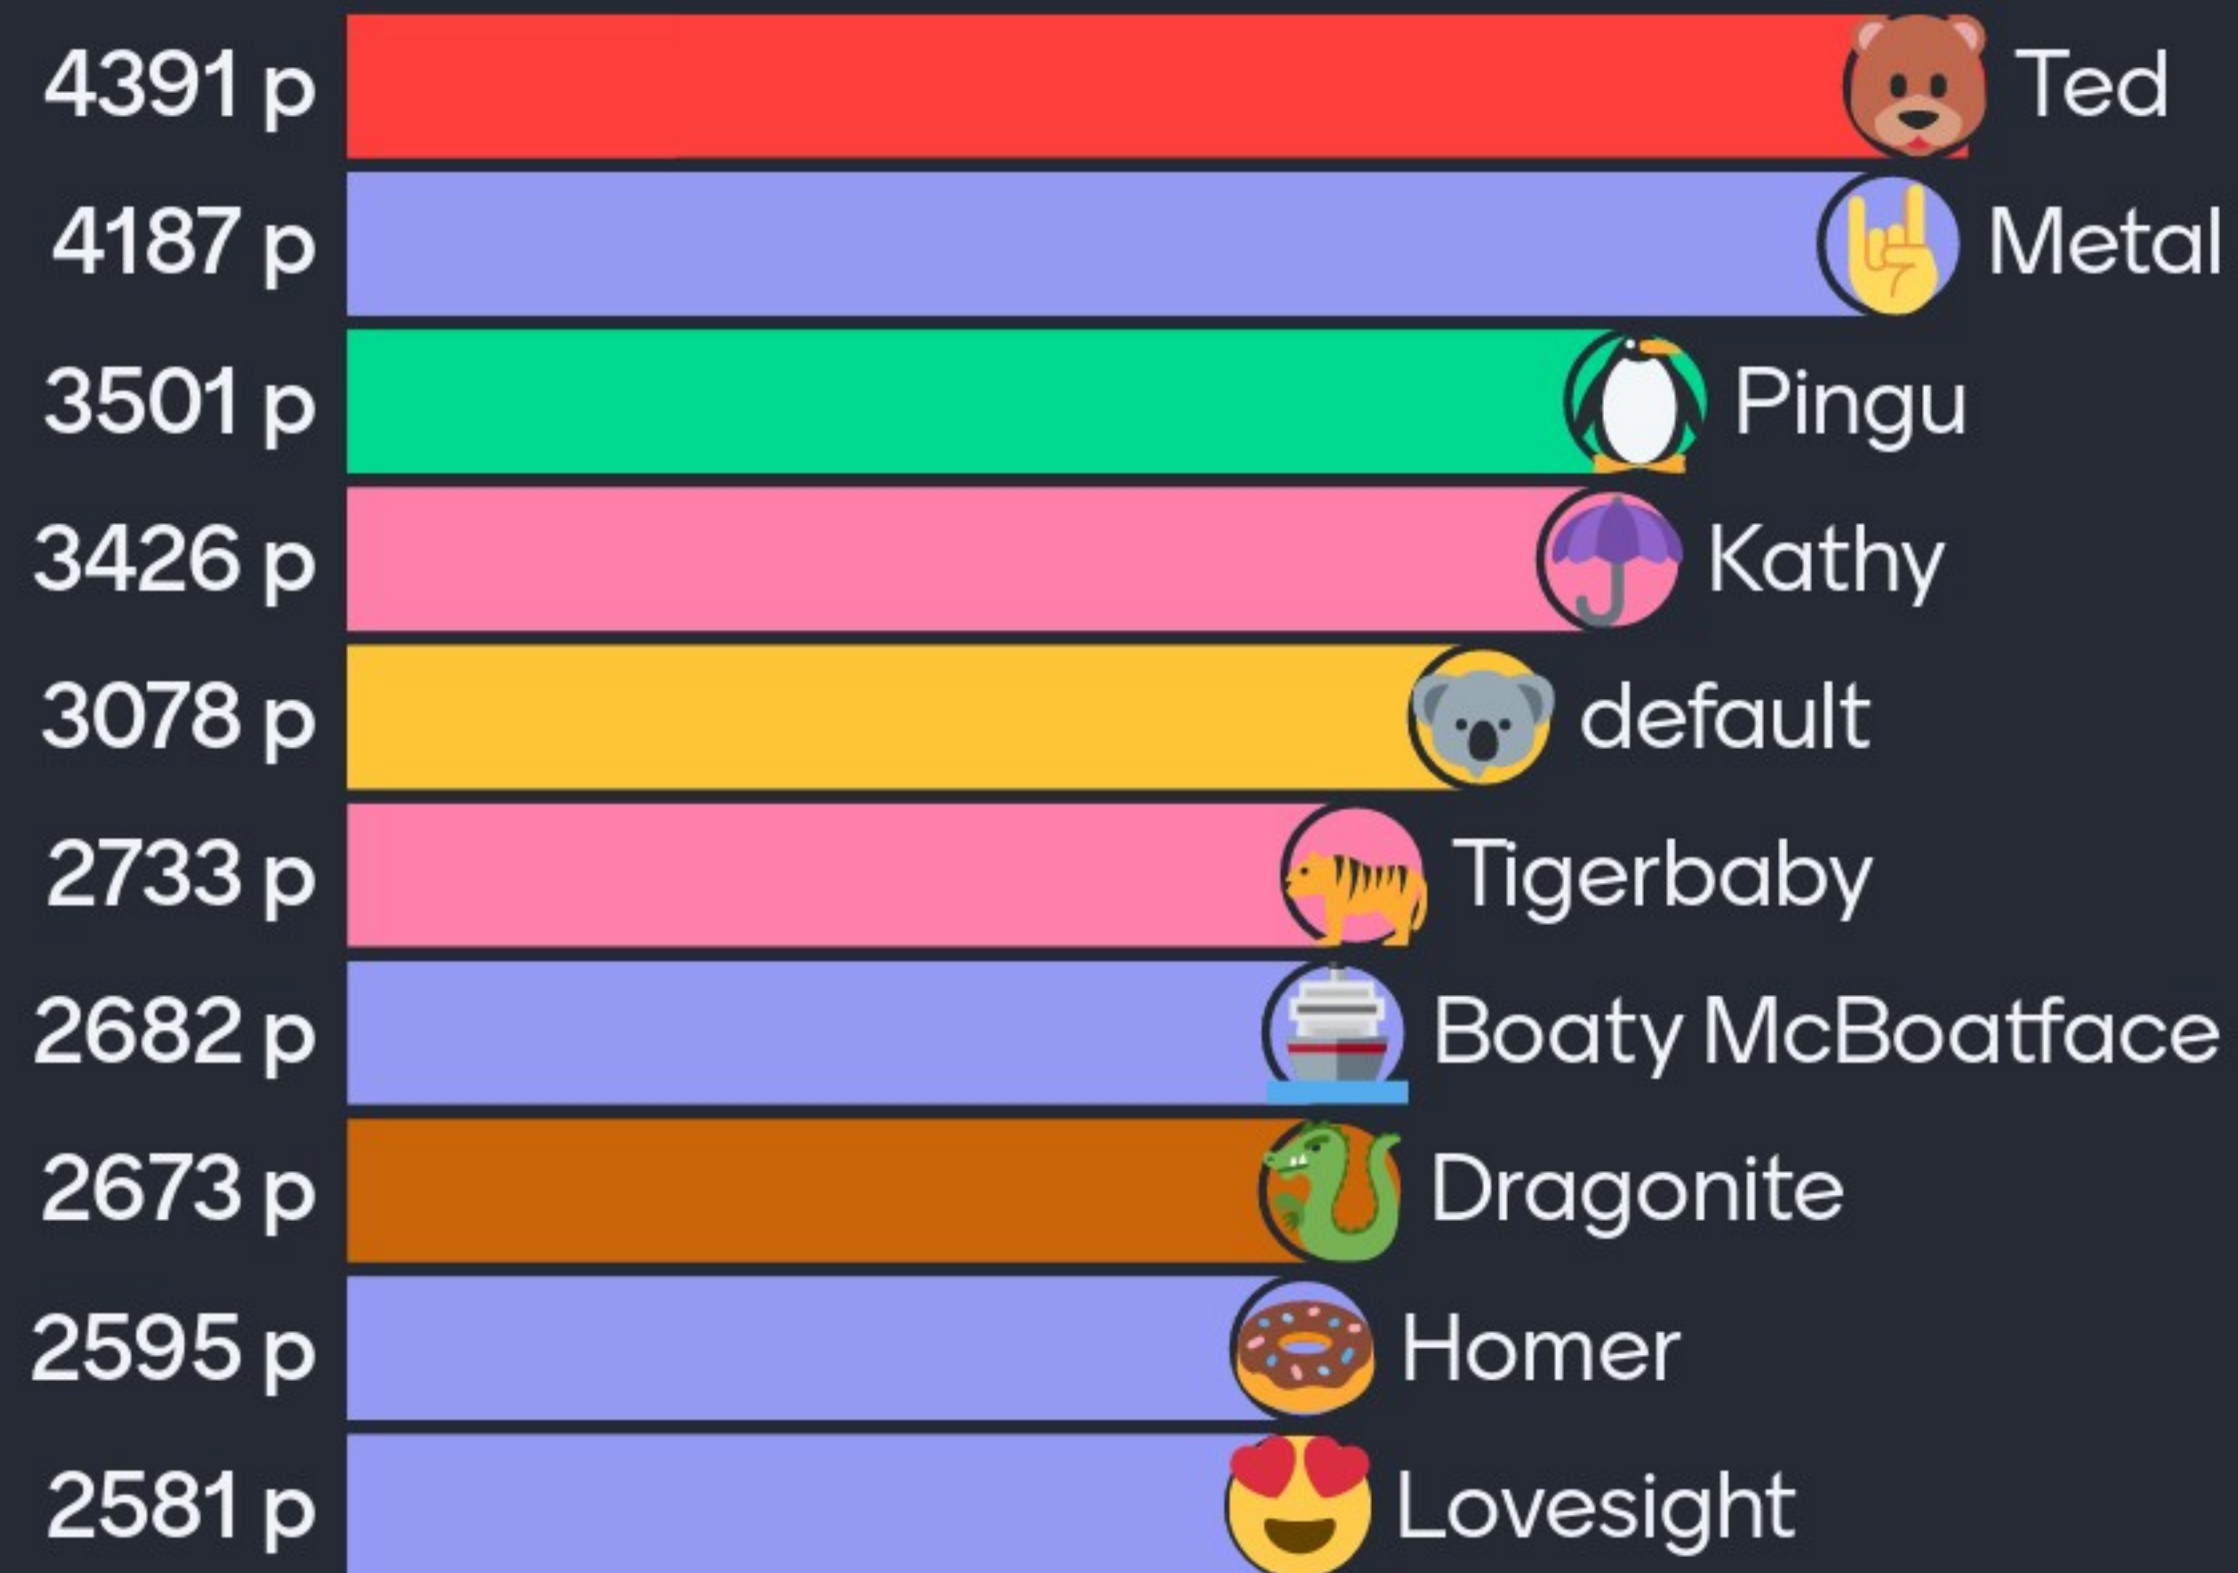 4391 p Ted
4187 p Metal
3501 p Pingu
3426 p Kathy
3078 p default
2733 p Tigerbaby
2682 p Boaty McBoatface
2673 p Dragonite
2595 p Homer
2581 p Lovesight